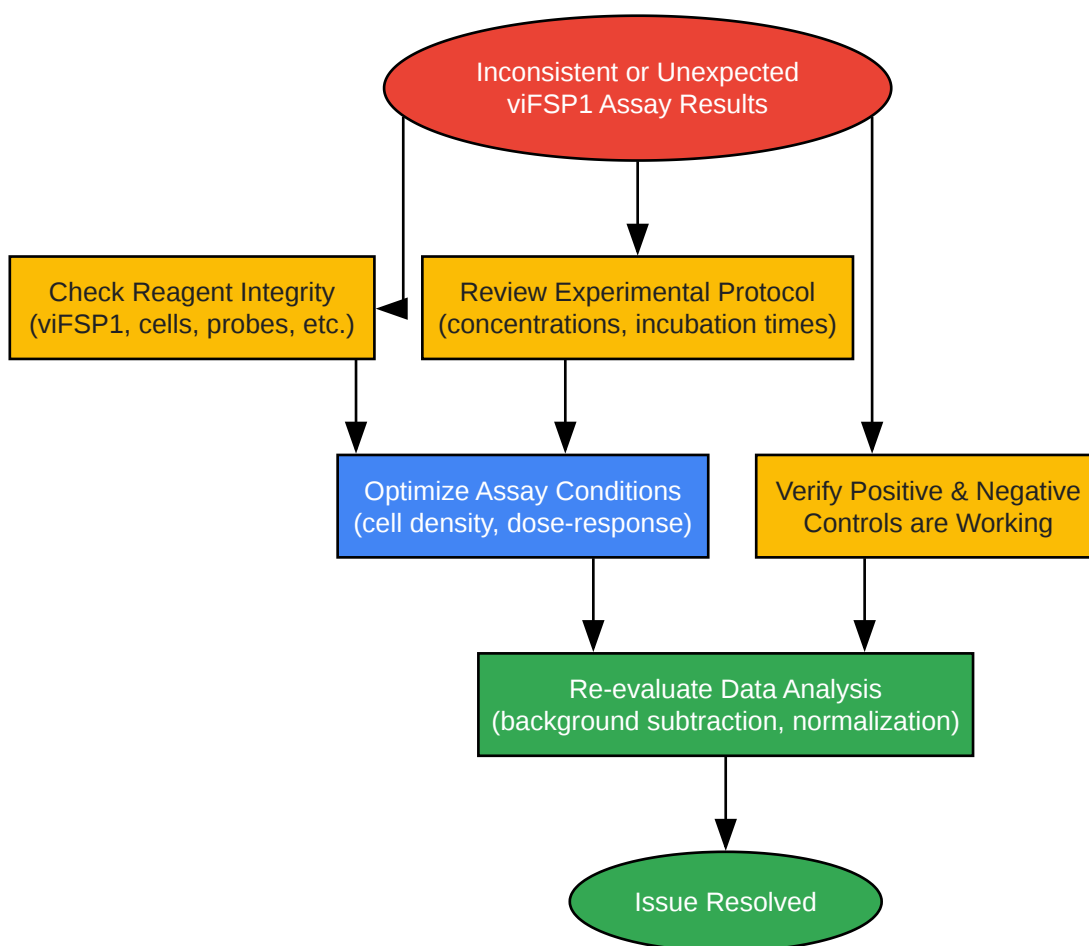 Inconsistent or Unexpected
viFSP1 Assay Results
Check Reagent Integrity
(viFSP1, cells, probes, etc.)
Review Experimental Protocol
(concentrations, incubation times)
Optimize Assay Conditions
(cell density, dose-response)
Verify Positive & Negative
Controls are Working
Re-evaluate Data Analysis
(background subtraction, normalization)
Issue Resolved